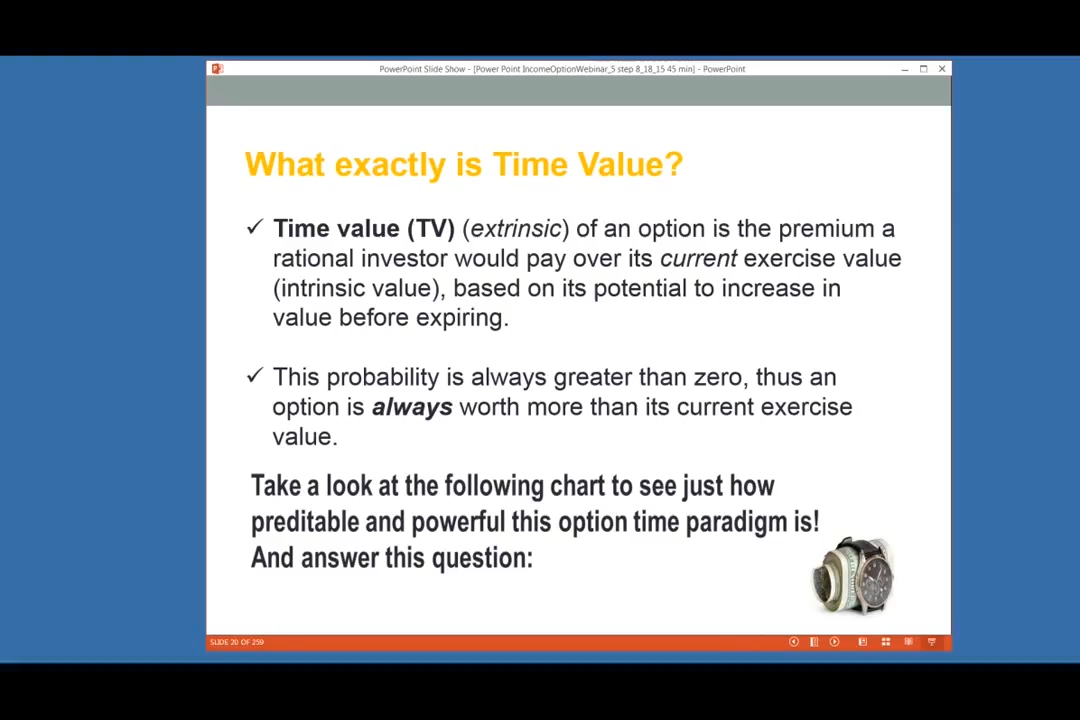 PowerPoint Slide Show - [Power Point IncomeOptionWebinar_5 step 8_18_15 45 min] - PowerPoint
What exactly is Time Value?
✓ Time value (TV) (extrinsic) of an option is the premium a
rational investor would pay over its current exercise value
(intrinsic value), based on its potential to increase in
value before expiring.
✓ This probability is always greater than zero, thus an
option is always worth more than its current exercise
value.
Take a look at the following chart to see just how
preditable and powerful this option time paradigm is!
And answer this question:
SLIDE 20 OF 259